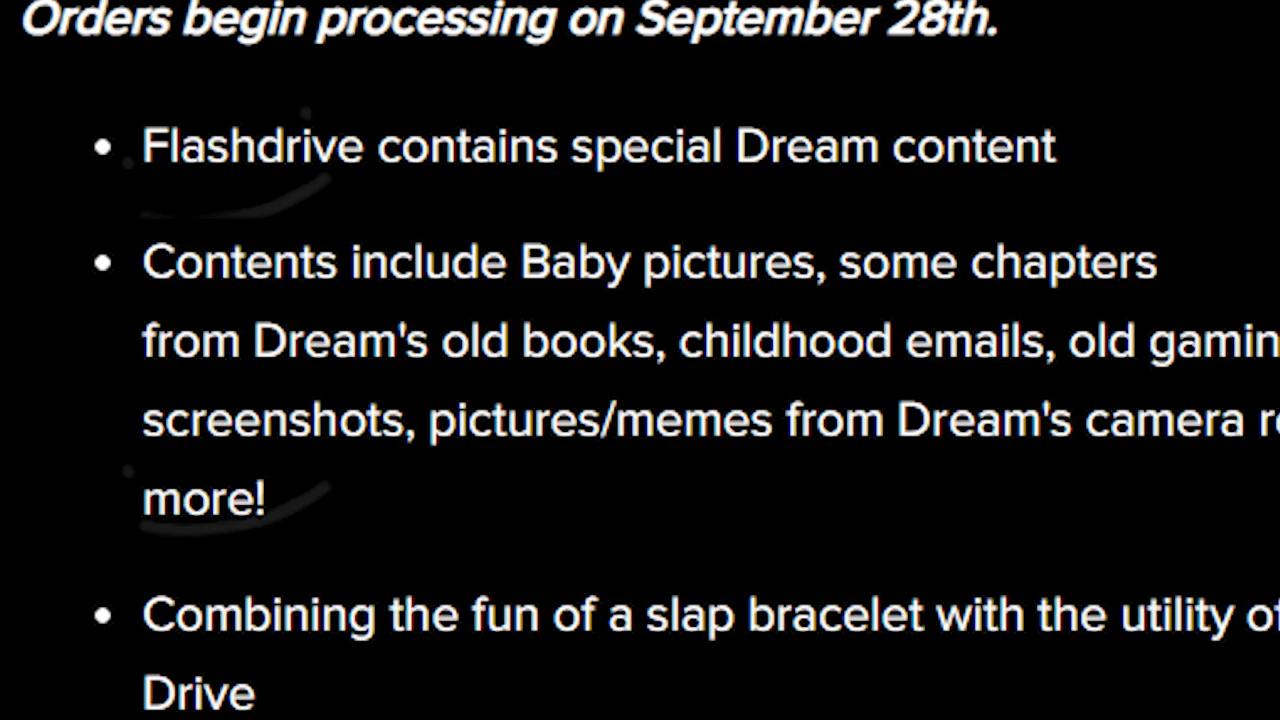 Orders begin processing on September 28th.
• Flashdrive contains special Dream content
• Contents include Baby pictures, some chapters
from Dream's old books, childhood emails, old gamin
screenshots, pictures/memes from Dream's camera r
more!
• Combining the fun of a slap bracelet with the utility of
Drive